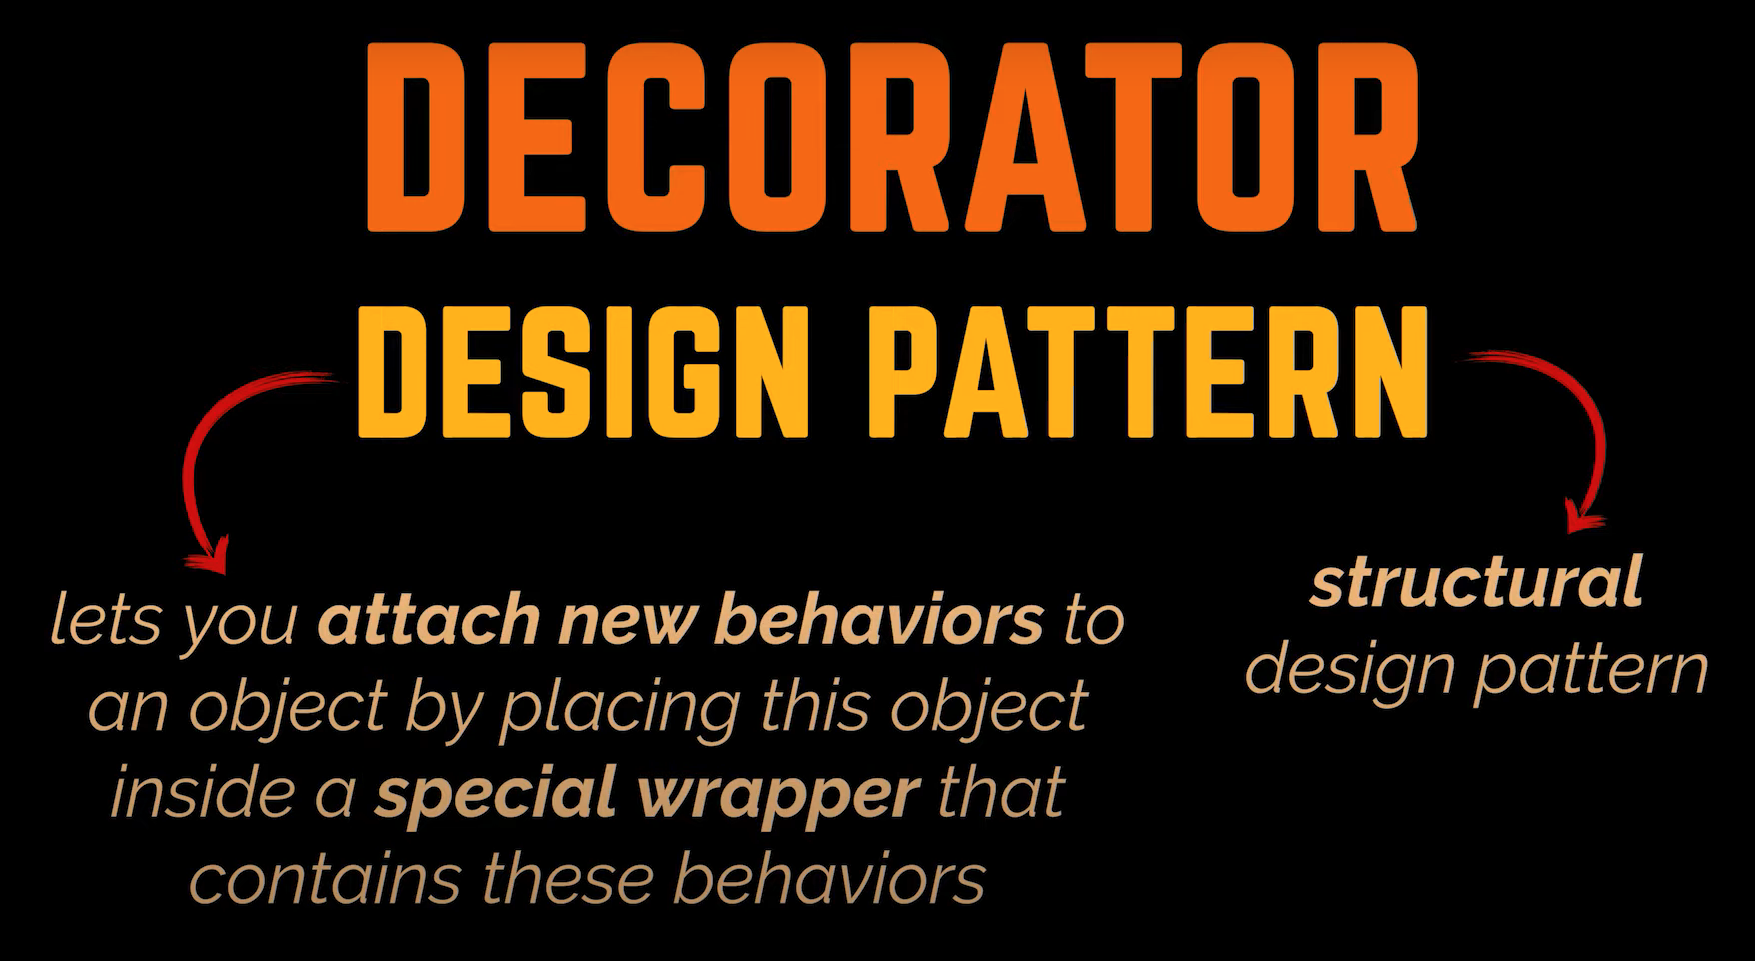 DECORATOR
DESIGN PATTERN
lets you attach new behaviors to
an object by placing this object
inside a special wrapper that
contains these behaviors
structural
design pattern